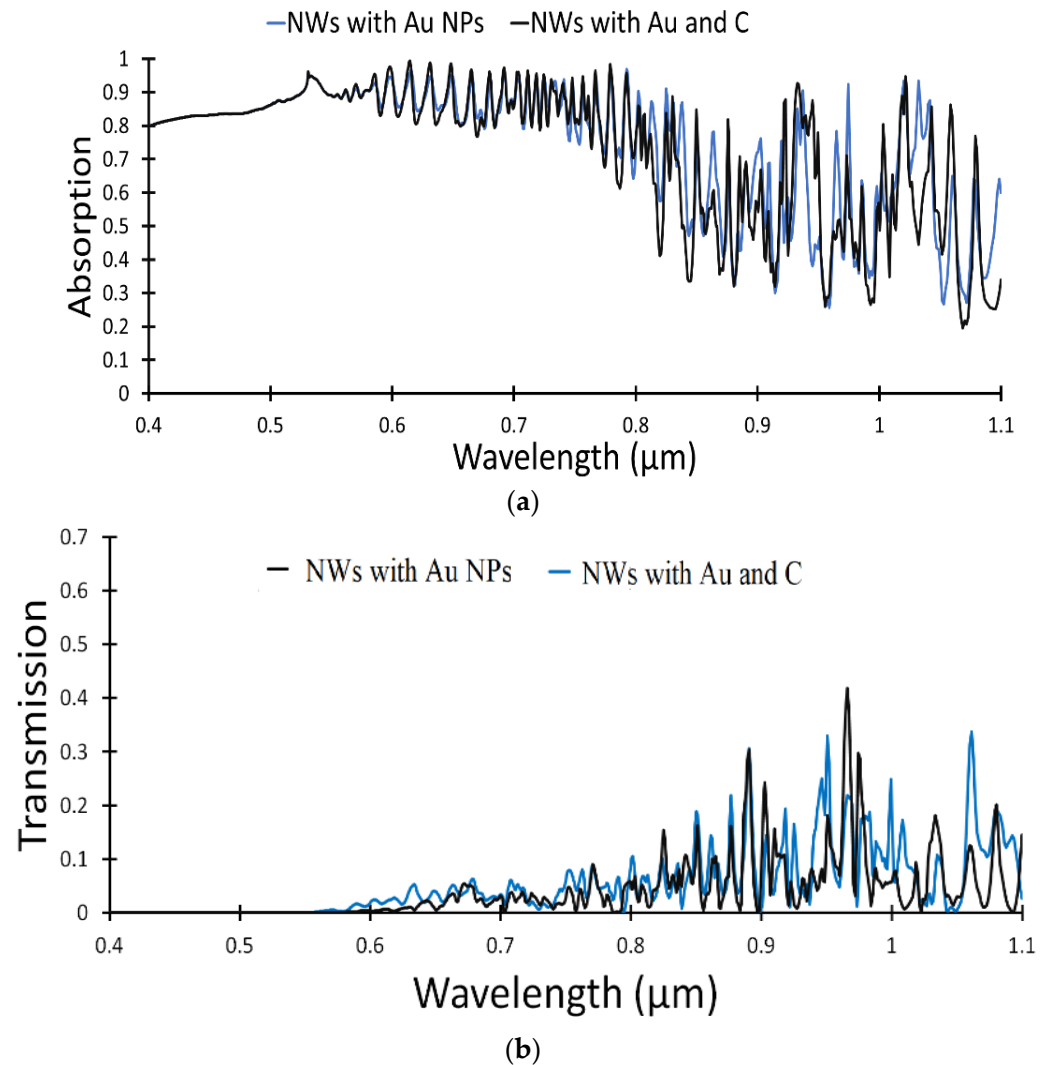 NWs with Au NPs NWs with Au and C
1
0.9
0.8
0.7
0.6
0.5
0.4
0.3
0.2
0.1
0
Absorption
0.4 0.5 0.6 0.7 0.8 0.9 1 1.1
Wavelength (μm)
(a)
0.7
0.6
0.5
0.4
0.3
0.2
0.1
0
Transmission
NWs with Au NPs NWs with Au and C
0.4 0.5 0.6 0.7 0.8 0.9 1 1.1
Wavelength (μm)
(b)